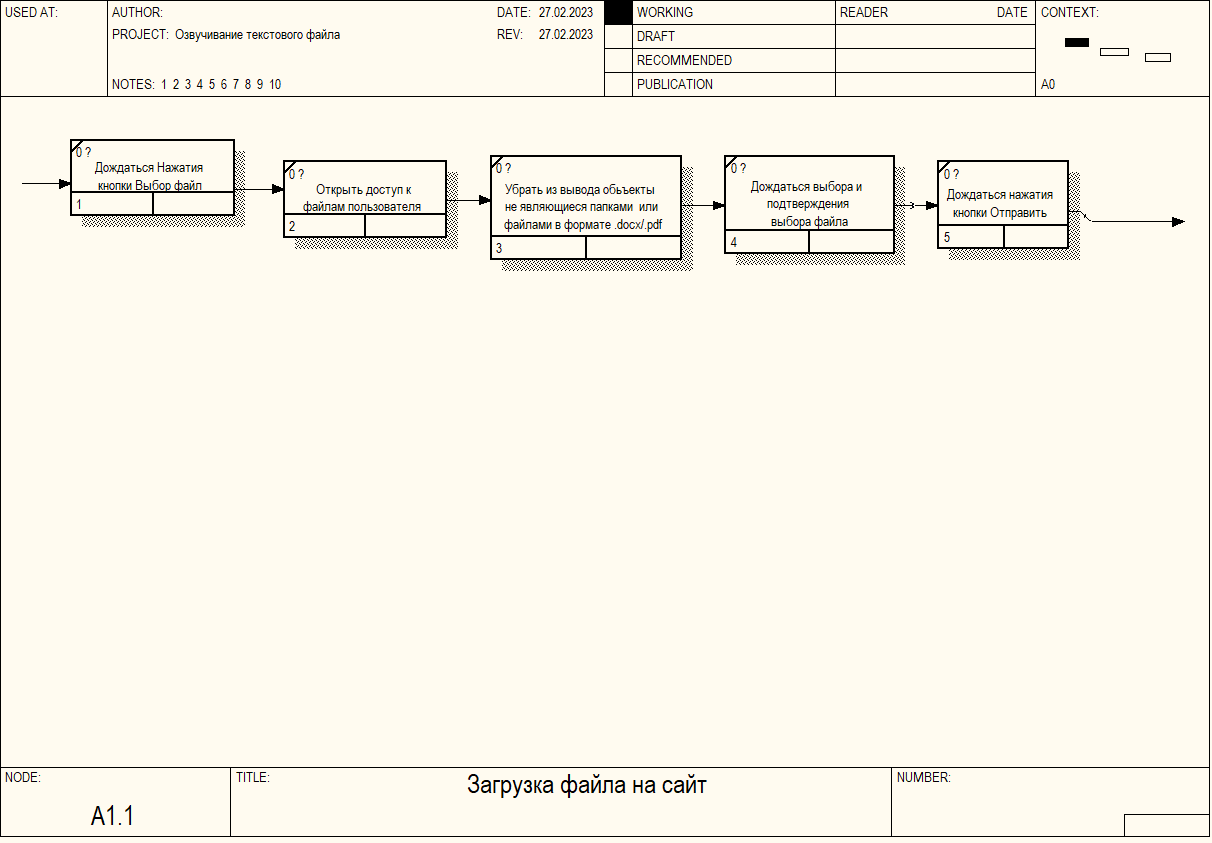 USED AT:
AUTHOR:
DATE: 27.02.2023
PROJECT: Озвучивание текстового файла
REV: 27.02.2023
NOTES: 1 2 3 4 5 6 7 8 9 10
WORKING
DRAFT
RECOMMENDED
PUBLICATION
READER
DATE
CONTEXT:
A0
0 ?
Дождаться Нажатия
кнопки Выбор файл
1
0 ?
Открыть доступ к
файлам пользователя
2
0 ?
Убрать из вывода обьекты
не являющиеся папками или
файлами в формате .docx/.pdf
3
0 ?
Дождаться выбора и
подтверждения
выбора файла
4
0 ?
Дождаться нажатия
кнопки Отправить
5
NODE:
A1.1
TITLE:
Загрузка файла на сайт
NUMBER: